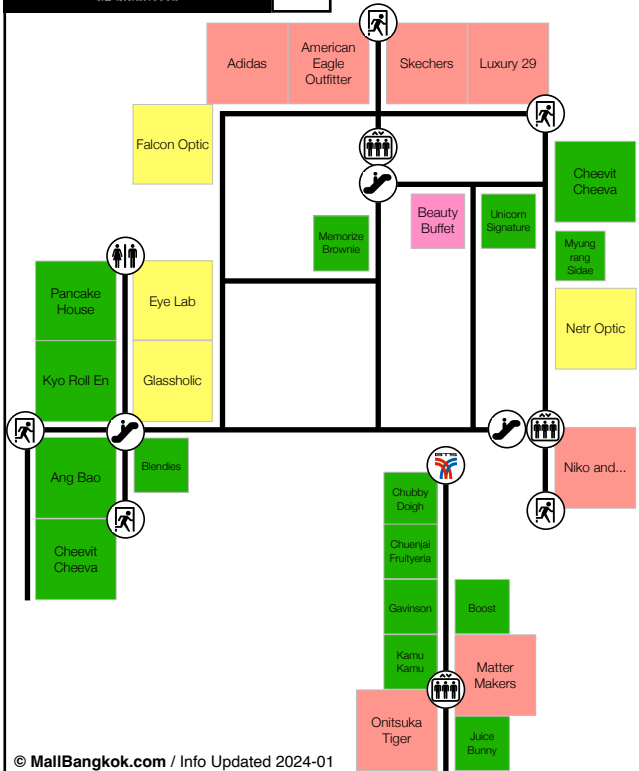 Adidas
American
Eagle
Outfitter
Skechers
Luxury 29
Falcon Optic
Cheevit
Cheeva
Beauty
Buffet
Unicorn
Signature
Memorize
Brownie
Myung
rang
Sidae
Pancake
House
Eye Lab
Netr Optic
Kyo Roll En
Glassholic
Ang Bao
Blendies
Niko and...
BTS
Chubby
Doigh
Cheevit
Cheeva
Chuenjai
Fruityeria
Gavinson
Boost
Kamu
Kamu
Matter
Makers
Onitsuka
Tiger
Juice
Bunny
© MallBangkok.com / Info Updated 2024-01